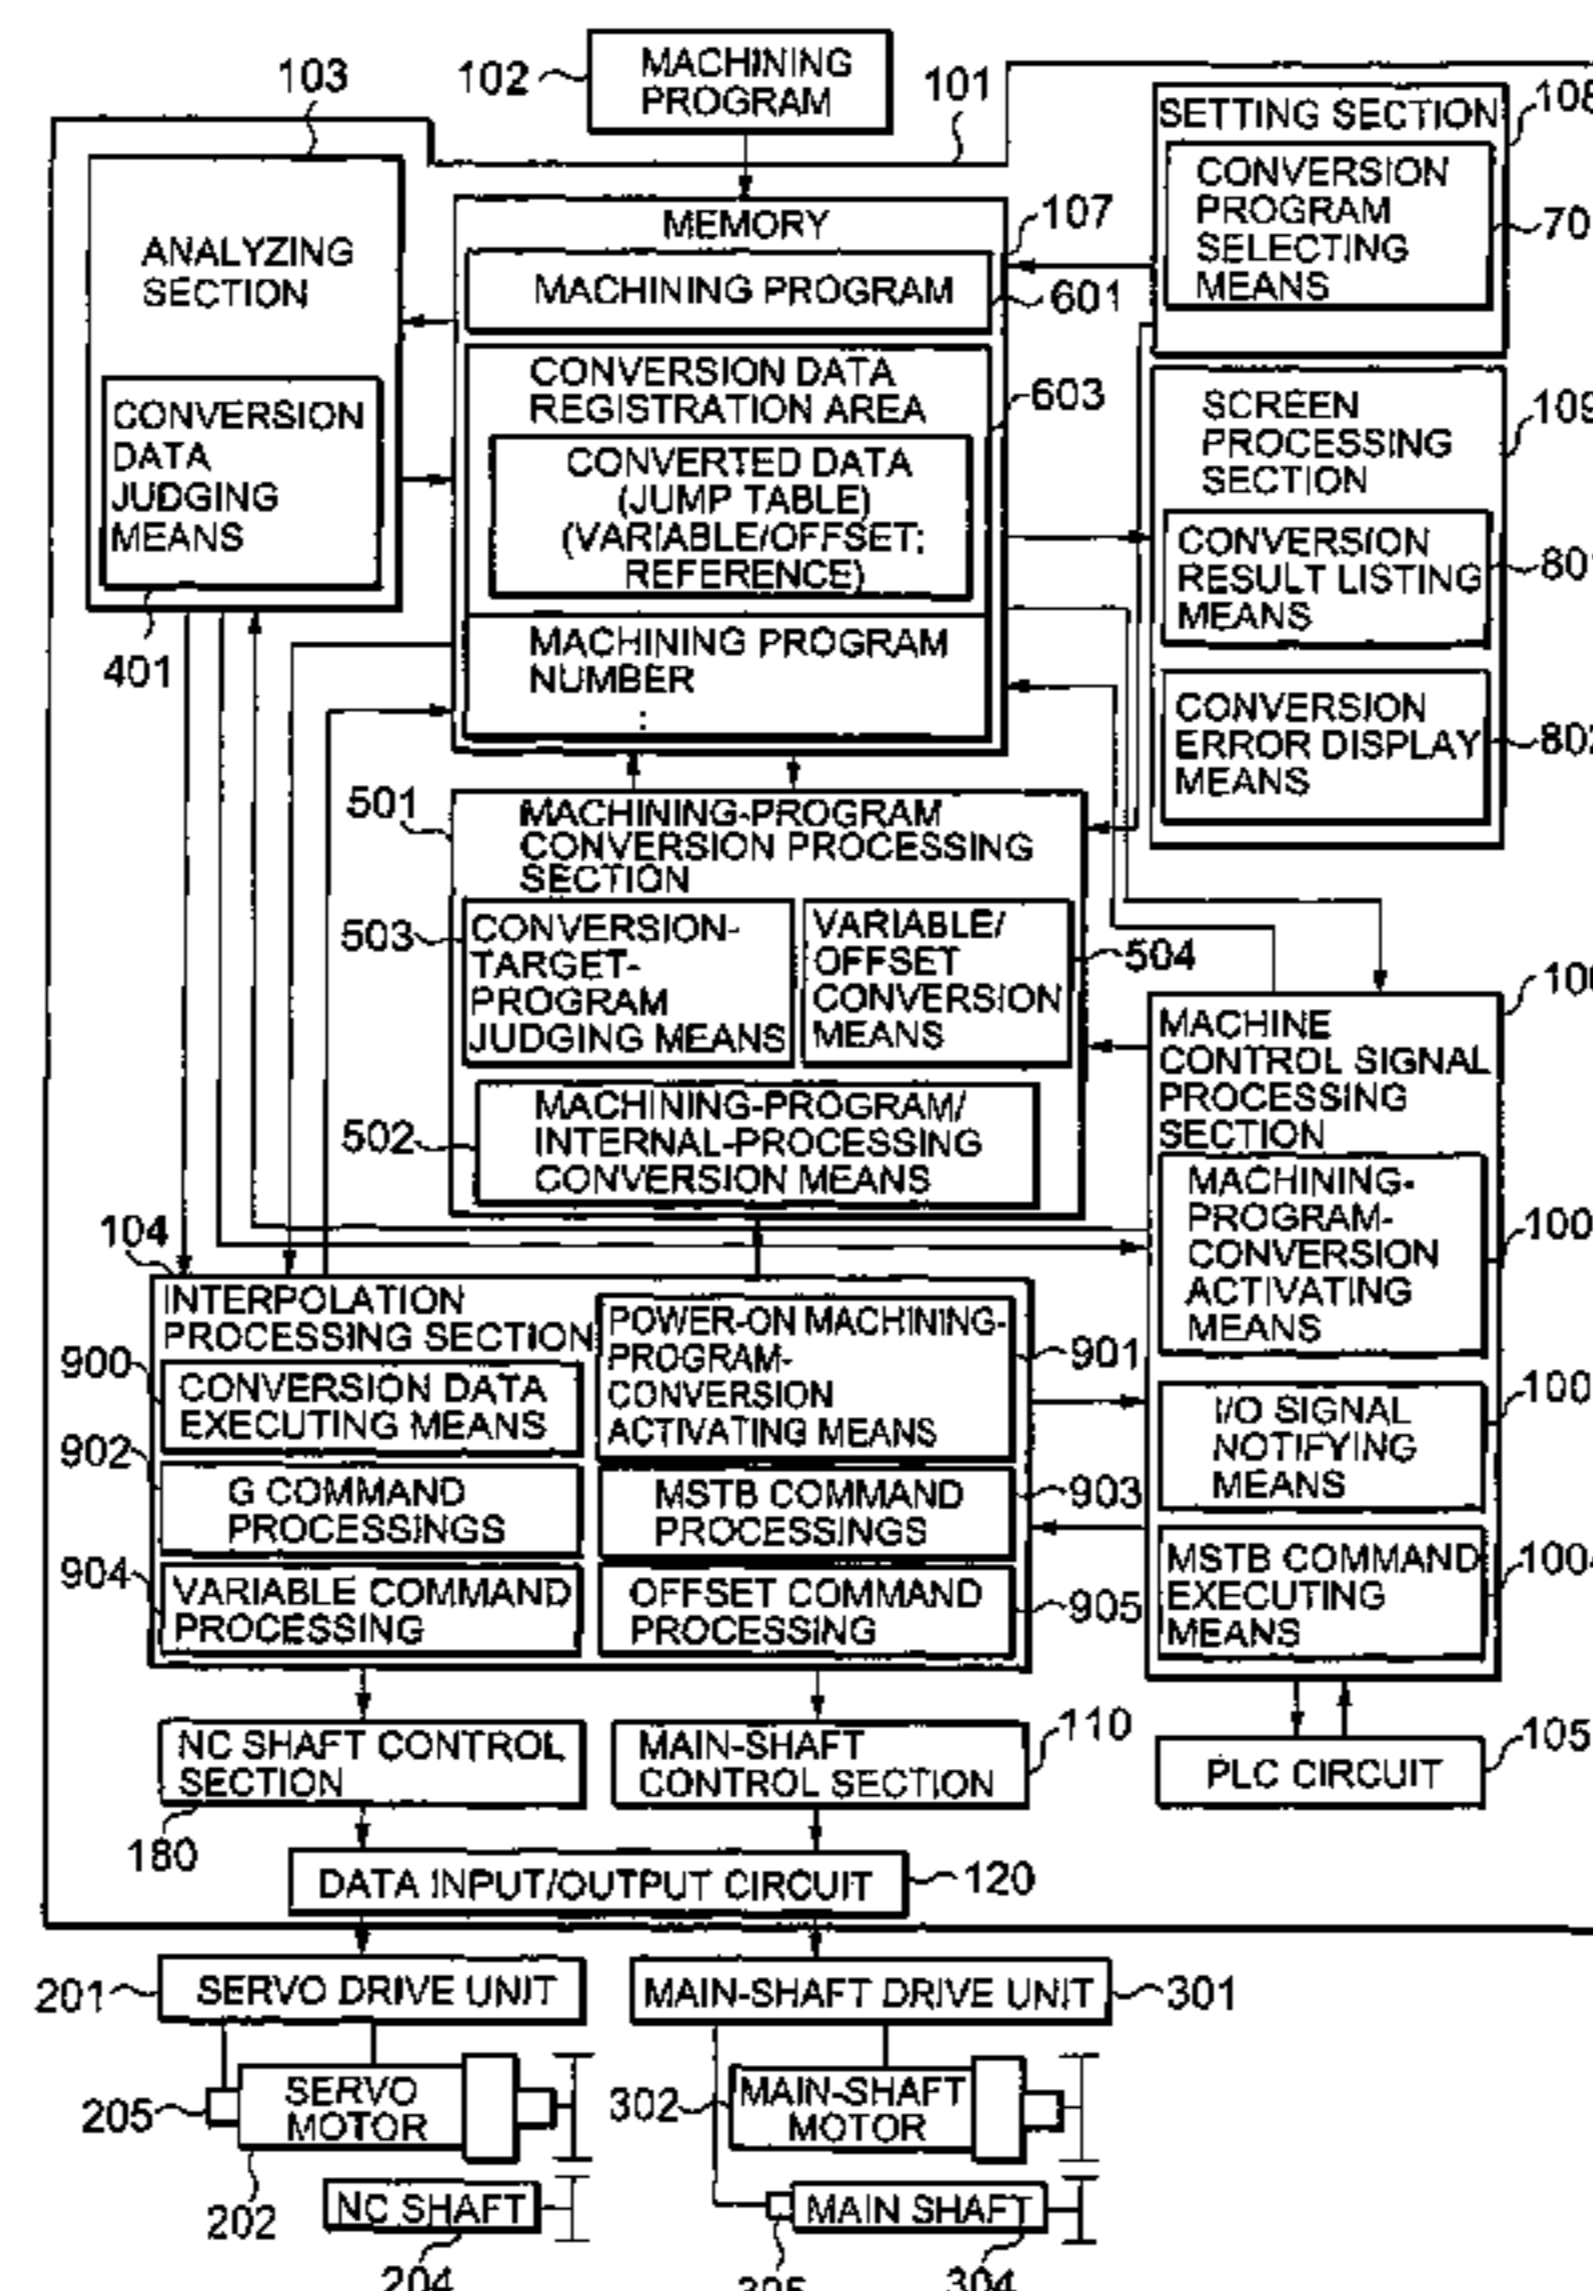 102
MACHINING
PROGRAM
103
101
ANALYZING
SECTION
CONVERSION
DATA
JUDGING
MEANS
401
MEMORY
107
MACHINING PROGRAM
601
CONVERSION DATA
REGISTRATION AREA
603
CONVERTED DATA
(JUMP TABLE)
(VARIABLE/OFFSET;
REFERENCE)
MACHINING PROGRAM
NUMBER
:
SETTING SECTION
CONVERSION
PROGRAM
SELECTING
MEANS
SCREEN
PROCESSING
SECTION
CONVERSION
RESULT LISTING
MEANS
CONVERSION
ERROR DISPLAY
MEANS
501
MACHINING-PROGRAM
CONVERSION PROCESSING
SECTION
503
CONVERSION-
TARGET-
PROGRAM
JUDGING MEANS
VARIABLE/
OFFSET
CONVERSION
MEANS
504
502
MACHINING-PROGRAM/
INTERNAL-PROCESSING
CONVERSION MEANS
MACHINE
CONTROL SIGNAL
PROCESSING
SECTION
MACHINING-
PROGRAM-
CONVERSION
ACTIVATING
MEANS
I/O SIGNAL
NOTIFYING
MEANS
MSTB COMMAND
EXECUTING
MEANS
104
INTERPOLATION
PROCESSING SECTION
900
CONVERSION DATA
EXECUTING MEANS
902
G COMMAND
PROCESSINGS
904
VARIABLE COMMAND
PROCESSING
POWER-ON MACHINING-
PROGRAM-
CONVERSION
ACTIVATING MEANS
901
MSTB COMMAND
PROCESSINGS
903
OFFSET COMMAND
PROCESSING
905
NC SHAFT CONTROL
SECTION
180
MAIN-SHAFT
CONTROL SECTION
110
PLC CIRCUIT
105
DATA INPUT/OUTPUT CIRCUIT
120
201
SERVO DRIVE UNIT
MAIN-SHAFT DRIVE UNIT
301
205
SERVO
MOTOR
202
302
MAIN-SHAFT
MOTOR
NC SHAFT
204
MAIN SHAFT
304